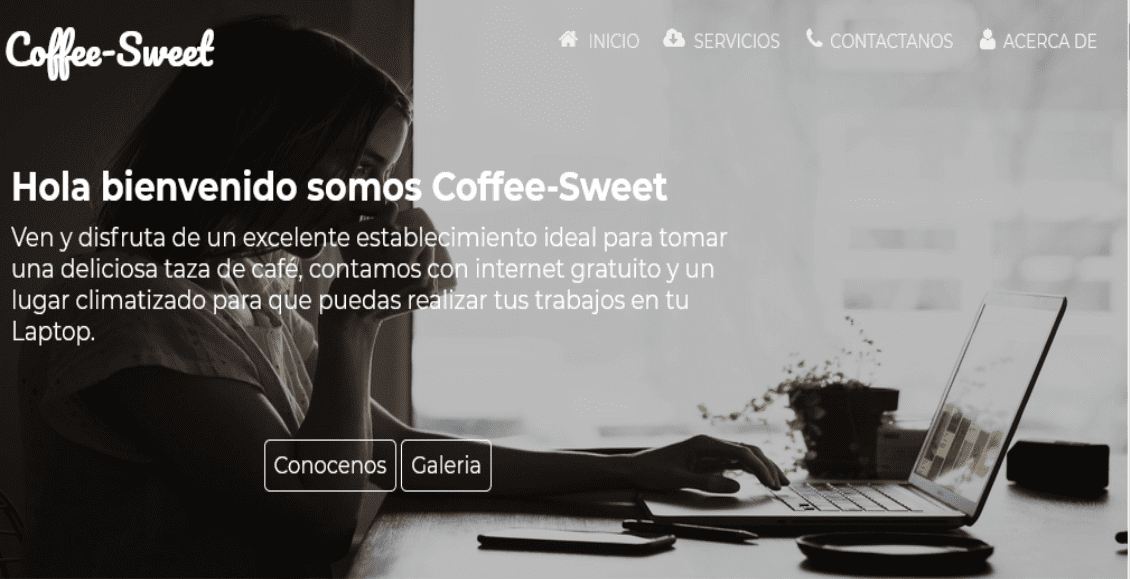 Coffee-Sweet
INICIO SERVICIOS CONTACTANOS ACERCA DE
Hola bienvenido somos Coffee-Sweet
Ven y disfruta de un excelente establecimiento ideal para tomar
una deliciosa taza de café, contamos con internet gratuito y un
lugar climatizado para que puedas realizar tus trabajos en tu
Laptop.
Conocenos Galeria